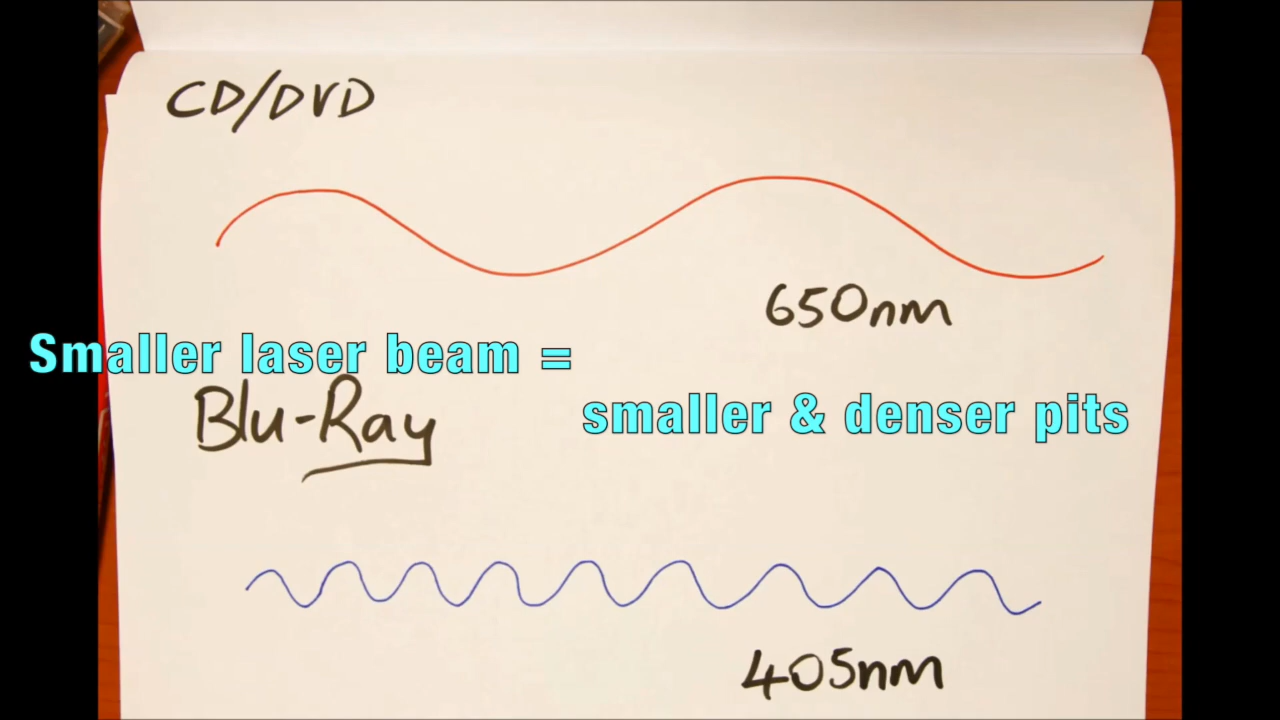 CD/DVD
650nm
Smaller laser beam =
smaller & denser pits
Blu-Ray
405nm